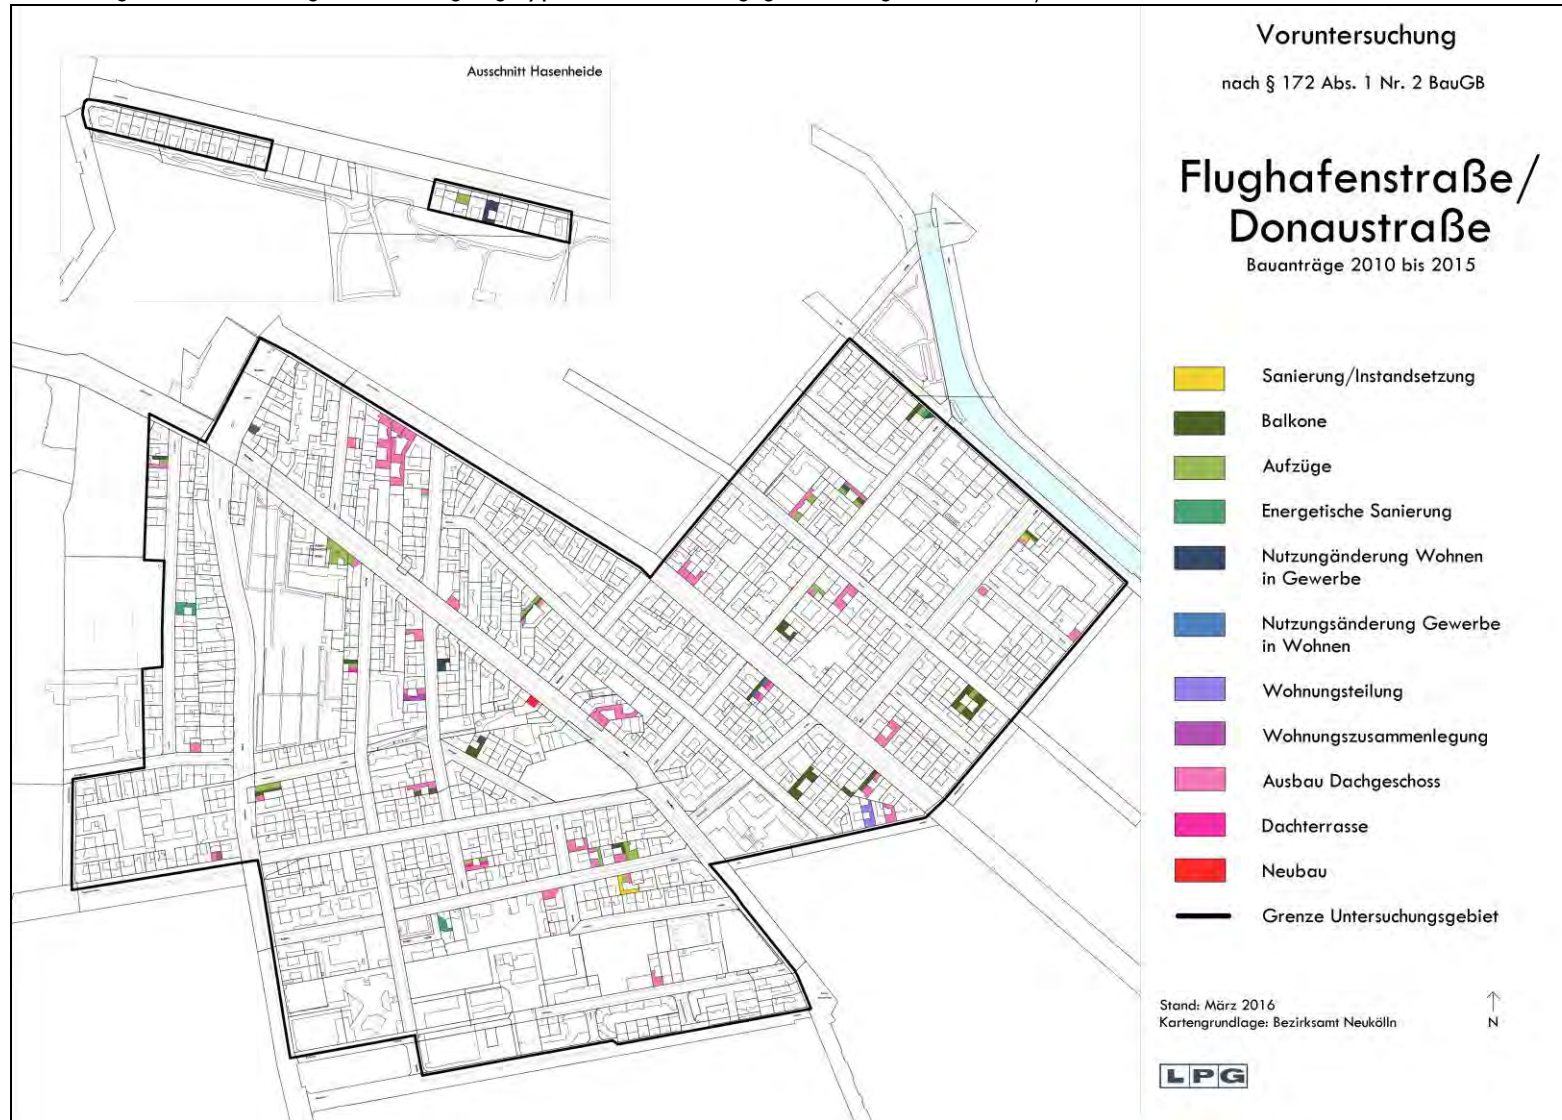 Ausschnitt Hasenheide
Voruntersuchung
nach § 172 Abs. 1 Nr. 2 BauGB
Flughafenstraße/
Donaustraße
Bauanträge 2010 bis 2015
Sanierung/Instandsetzung
Balkone
Aufzüge
Energetische Sanierung
Nutzungänderung Wohnen
in Gewerbe
Nutzungsänderung Gewerbe
in Wohnen
Wohnungsteilung
Wohnungszusammenlegung
Ausbau Dachgeschoss
Dachterrasse
Neubau
Grenze Untersuchungsgebiet
Stand: März 2016
Kartengrundlage: Bezirksamt Neukölln
N
LPG